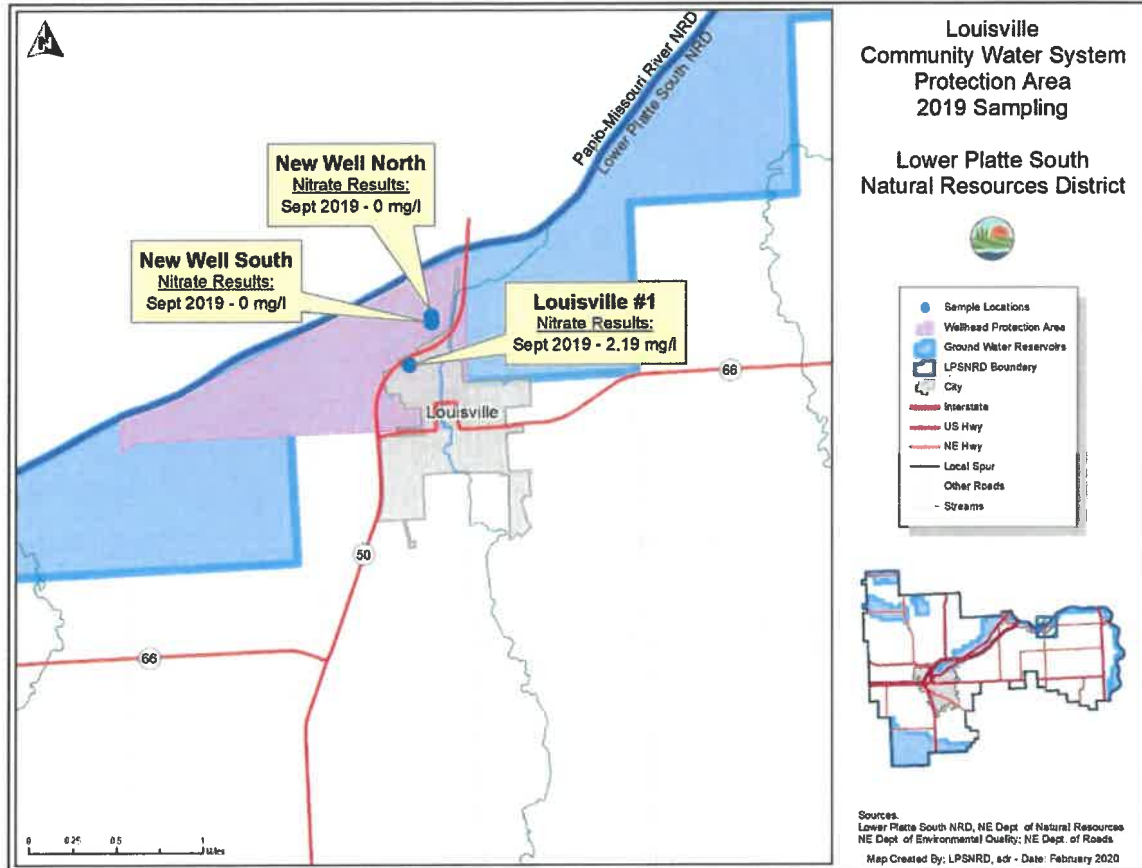 N
Papio-Missouri River NRD
Lower Platte South NRD
New Well North
Nitrate Results:
Sept 2019 - 0 mg/l
New Well South
Nitrate Results:
Sept 2019 - 0 mg/l
Louisville #1
Nitrate Results:
Sept 2019 - 2.19 mg/l
66
Louisville
50
66
0 0.25 0.5 1
Miles
Louisville
Community Water System
Protection Area
2019 Sampling
Lower Platte South
Natural Resources District
Sample Locations
Wellhead Protection Area
Ground Water Reservoirs
LPSNRD Boundary
City
Interstate
US Hwy
NE Hwy
Local Spur
Other Roads
Streams
Sources.
Lower Platte South NRD, NE Dept of Natural Resources
NE Dept of Environmental Quality; NE Dept. of Roads
Map Created By: LPSNRD, sdr - Date: February 2020